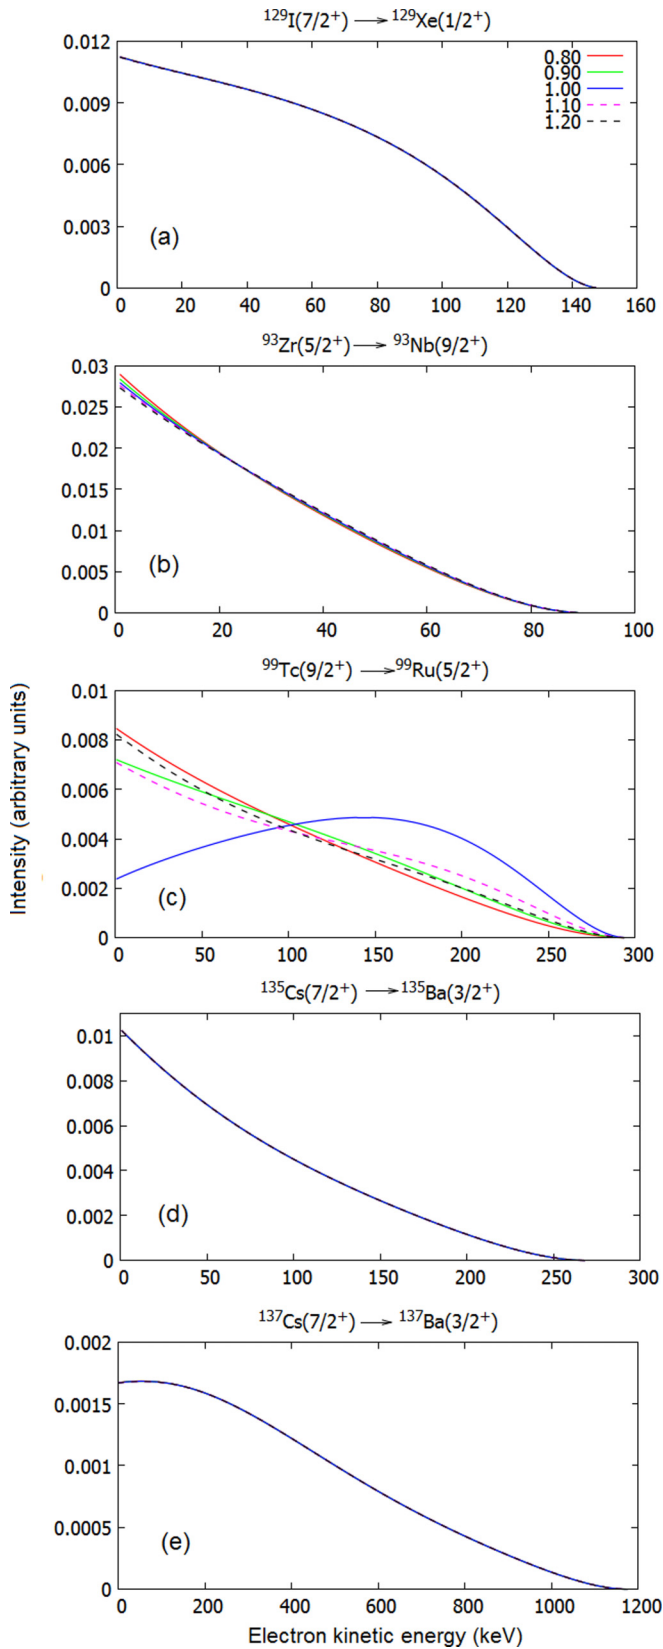 ¹²⁹I(7/2⁺) ⟶ ¹²⁹Xe(1/2⁺)
0.012
0.009
0.006
0.003
0
0.80
0.90
1.00
1.10
1.20
(a)
0 20 40 60 80 100 120 140 160
⁹³Zr(5/2⁺) ⟶ ⁹³Nb(9/2⁺)
0.03
0.025
0.02
0.015
0.01
0.005
0
(b)
0 20 40 60 80 100
⁹⁹Tc(9/2⁺) ⟶ ⁹⁹Ru(5/2⁺)
Intensity (arbitrary units)
0.01
0.008
0.006
0.004
0.002
0
(c)
0 50 100 150 200 250 300
¹³⁵Cs(7/2⁺) ⟶ ¹³⁵Ba(3/2⁺)
0.01
0.008
0.006
0.004
0.002
0
(d)
0 50 100 150 200 250 300
¹³⁷Cs(7/2⁺) ⟶ ¹³⁷Ba(3/2⁺)
0.002
0.0015
0.001
0.0005
0
(e)
0 200 400 600 800 1000 1200
Electron kinetic energy (keV)